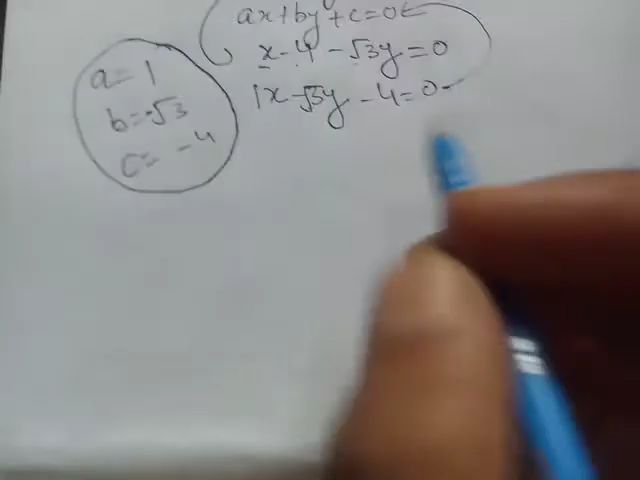 ax+by+c=0
x-4-√3y=0
1x-√3y-4=0
a=1
b=-√3
c=-4